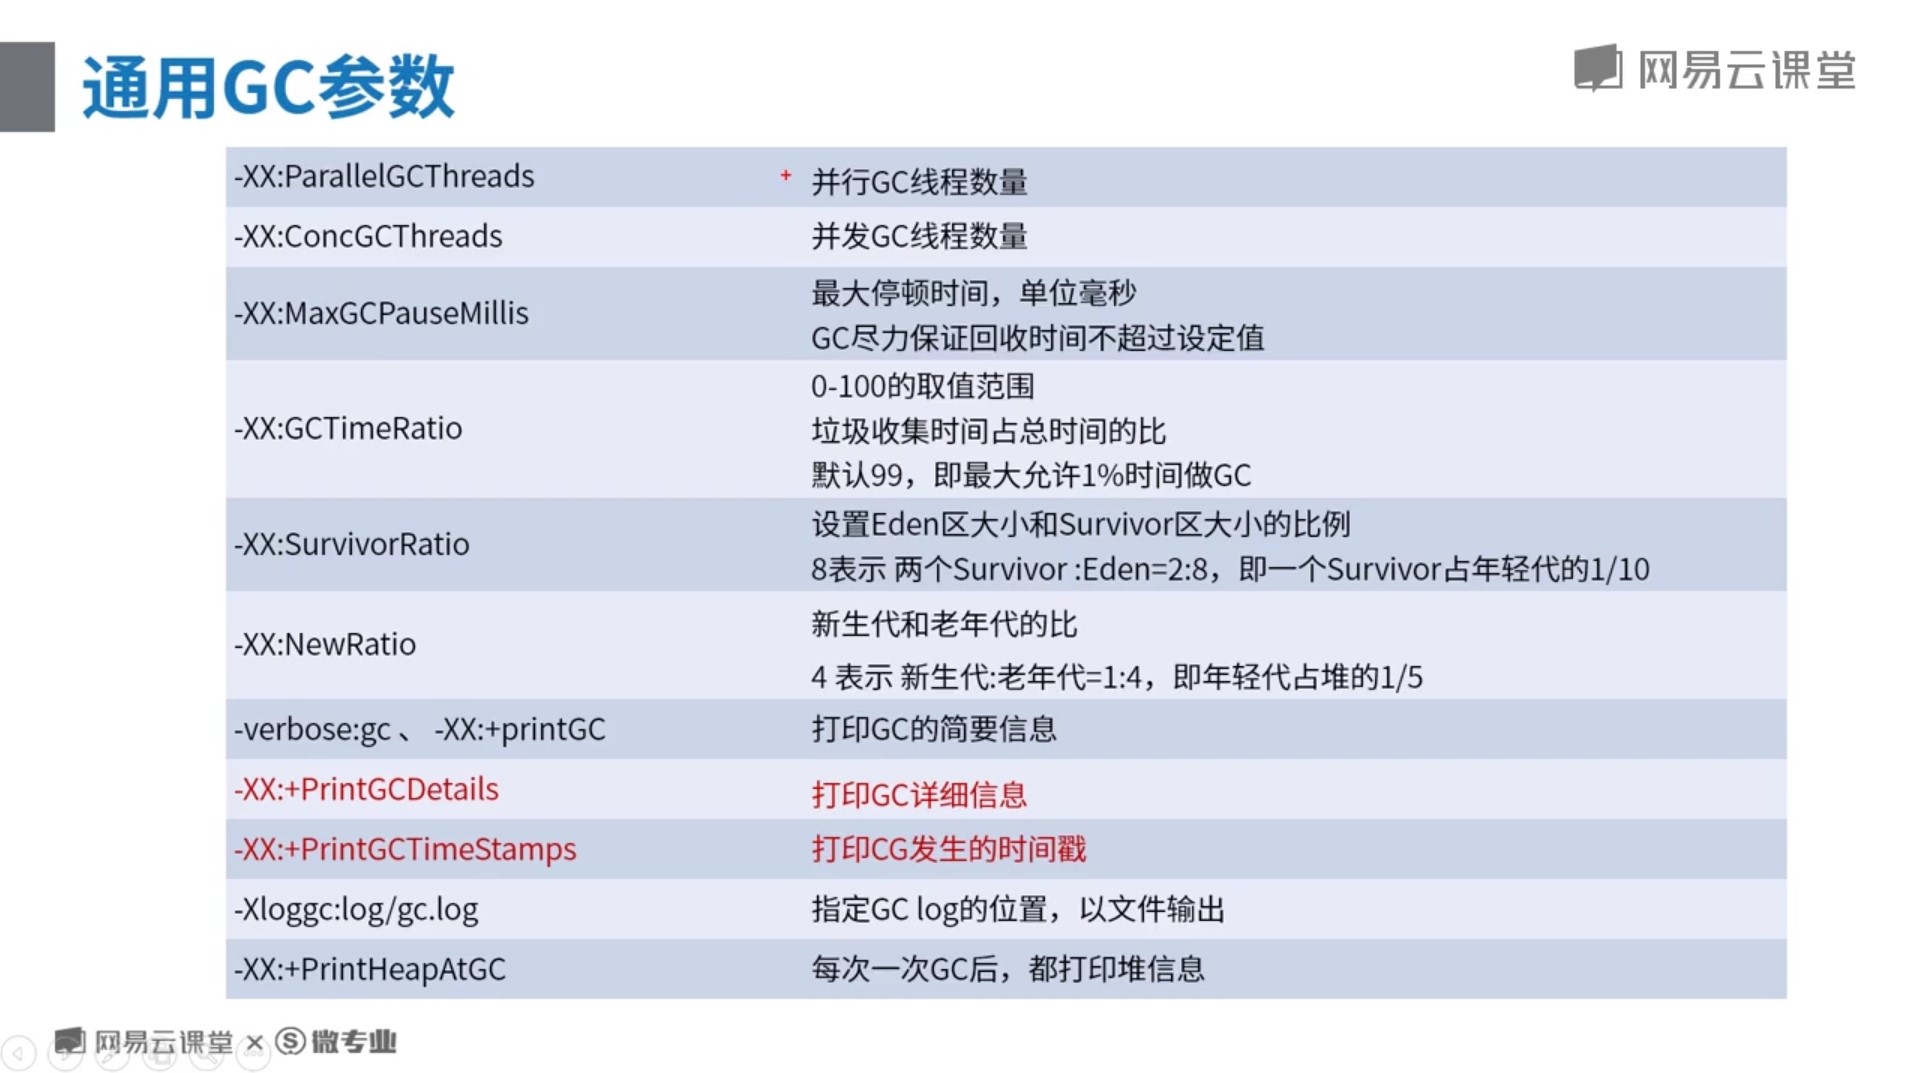 通用GC参数
网易云课堂
-XX:ParallelGCThreads
并行GC线程数量
-XX:ConcGCThreads
并发GC线程数量
-XX:MaxGCPauseMillis
最大停顿时间，单位毫秒
GC尽力保证回收时间不超过设定值
-XX:GCTimeRatio
0-100的取值范围
垃圾收集时间占总时间的比
默认99，即最大允许1%时间做GC
-XX:SurvivorRatio
设置Eden区大小和Survivor区大小的比例
8表示 两个Survivor :Eden=2:8，即一个Survivor占年轻代的1/10
-XX:NewRatio
新生代和老年代的比
4 表示 新生代:老年代=1:4，即年轻代占堆的1/5
-verbose:gc 、 -XX:+printGC
打印GC的简要信息
-XX:+PrintGCDetails
打印GC详细信息
-XX:+PrintGCTimeStamps
打印CG发生的时间戳
-Xloggc:log/gc.log
指定GC log的位置，以文件输出
-XX:+PrintHeapAtGC
每次一次GC后，都打印堆信息
网易云课堂 × Ⓢ 微专业